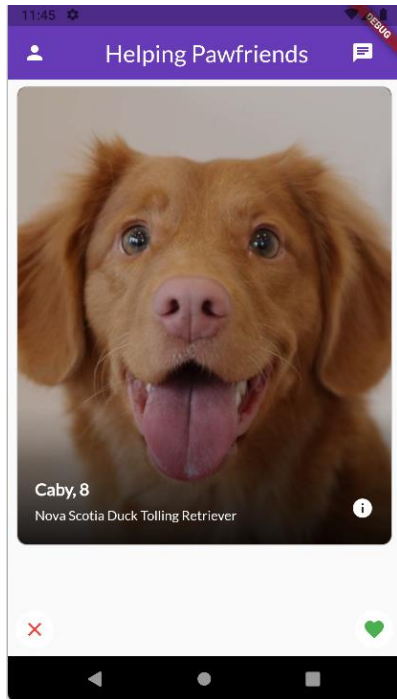 11:45
DEBUG
Helping Pawfriends
Caby, 8
Nova Scotia Duck Tolling Retriever